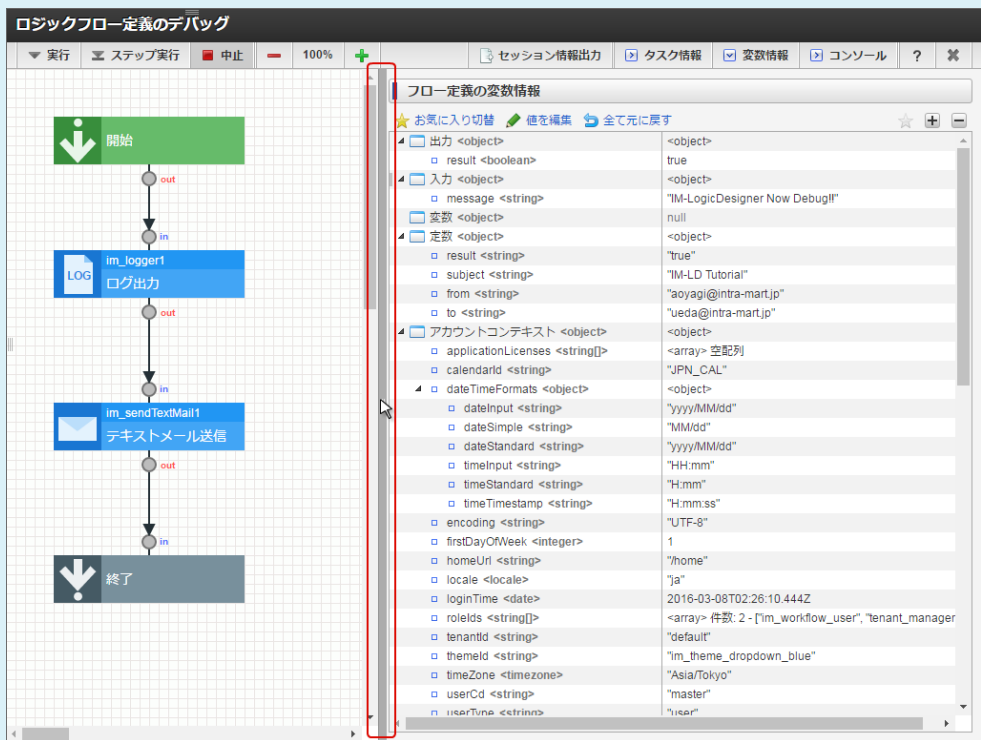 ロジックフロー定義のデバッグ
実行 ステップ実行 中止 100% セッション情報出力 タスク情報 変数情報 コンソール ?
フロー定義の変数情報
お気に入り切替 値を編集 全て元に戻す
開始
out
in
im_logger1
LOG
ログ出力
out
in
im_sendTextMail1
テキストメール送信
out
in
終了
出力 <object> <object>
result <boolean> true
入力 <object> <object>
message <string> "IM-LogicDesigner Now Debug!!"
変数 <object> null
定数 <object> <object>
result <string> "true"
subject <string> "IM-LD Tutorial"
from <string> "aoyagi@intra-mart.jp"
to <string> "ueda@intra-mart.jp"
アカウントコンテキスト <object> <object>
applicationLicenses <string[]> <array> 空配列
calendarId <string> "JPN_CAL"
dateTimeFormats <object> <object>
dateInput <string> "yyyy/MM/dd"
dateSimple <string> "MM/dd"
dateStandard <string> "yyyy/MM/dd"
timeInput <string> "HH:mm"
timeStandard <string> "H:mm"
timeTimestamp <string> "H:mm:ss"
encoding <string> "UTF-8"
firstDayOfWeek <integer> 1
homeUrl <string> "/home"
locale <locale> "ja"
loginTime <date> 2016-03-08T02:26:10.444Z
roleIds <string[]> <array> 件数: 2 - ["im_workflow_user", "tenant_manager
tenantId <string> "default"
themeId <string> "im_theme_dropdown_blue"
timeZone <timezone> "Asia/Tokyo"
userCd <string> "master"
userType <string> "user"